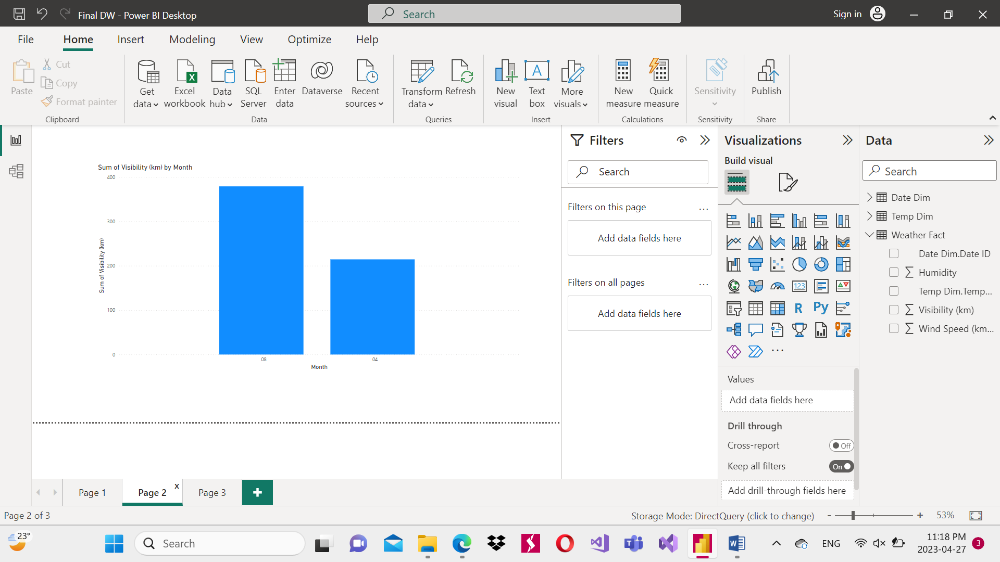 Final DW - Power BI Desktop
Search
Sign in
File Home Insert Modeling View Optimize Help
Paste
Cut
Copy
Format painter
Clipboard
Get data
Excel workbook
Data hub
SQL Server
Enter data
Dataverse
Recent sources
Data
Transform data
Refresh
Queries
New visual
Text box
More visuals
Insert
New measure
Quick measure
Calculations
Sensitivity
Sensitivity
Publish
Share
Sum of Visibility (km) by Month
400
300
200
100
0
Sum of Visibility (km)
08
04
Month
Filters
Search
Filters on this page
...
Add data fields here
Filters on all pages
...
Add data fields here
Visualizations
Build visual
123
R
Py
...
Values
Add data fields here
Drill through
Cross-report
Off
Keep all filters
On
Add drill-through fields here
Data
Search
Date Dim
Temp Dim
Weather Fact
Date Dim.Date ID
Humidity
Temp Dim.Temp...
Visibility (km)
Wind Speed (km...
Page 1
Page 2
x
Page 3
+
Page 2 of 3
Storage Mode: DirectQuery (click to change)
- +
53%
23°
Search
ENG
11:18 PM
2023-04-27
3